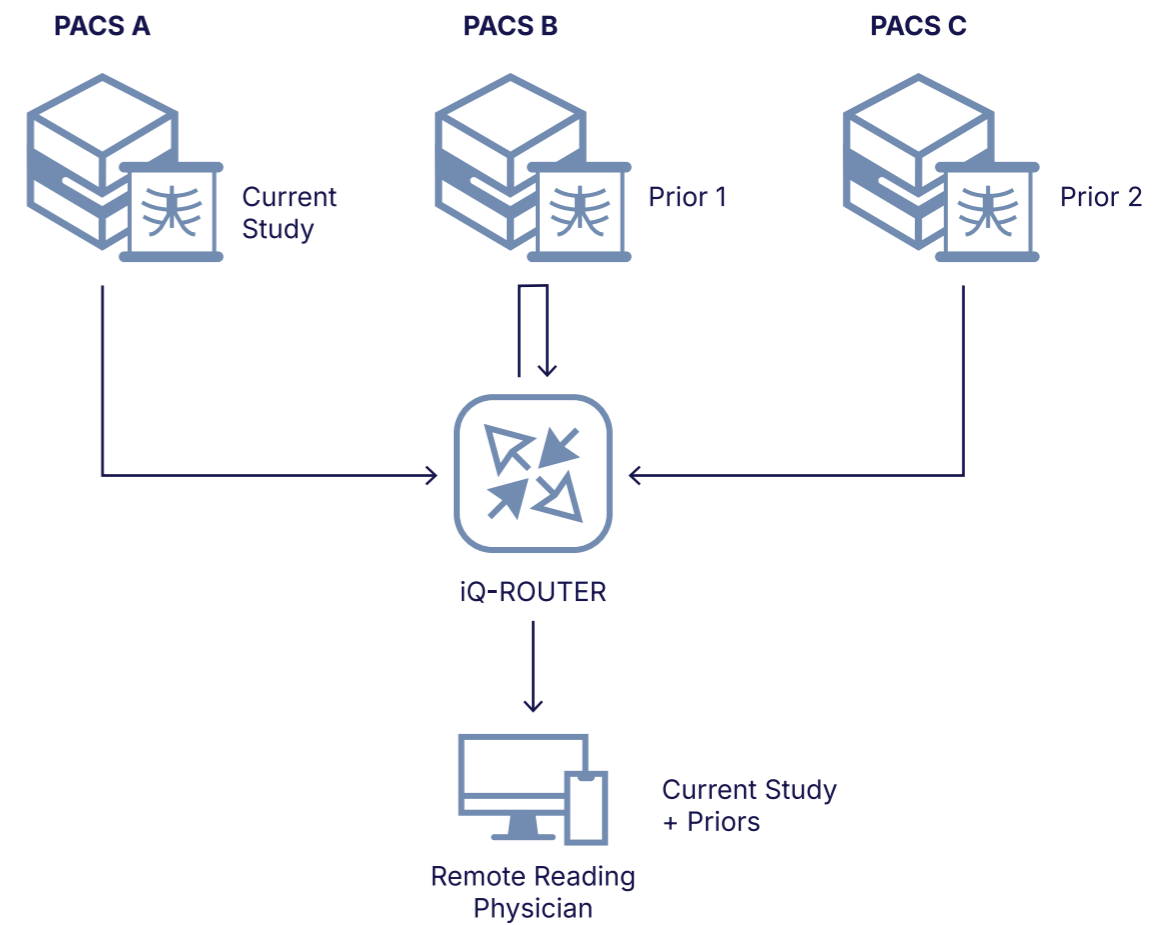 PACS A
PACS B
PACS C
Current
Study
Prior 1
Prior 2
iQ-ROUTER
Current Study
+ Priors
Remote Reading
Physician